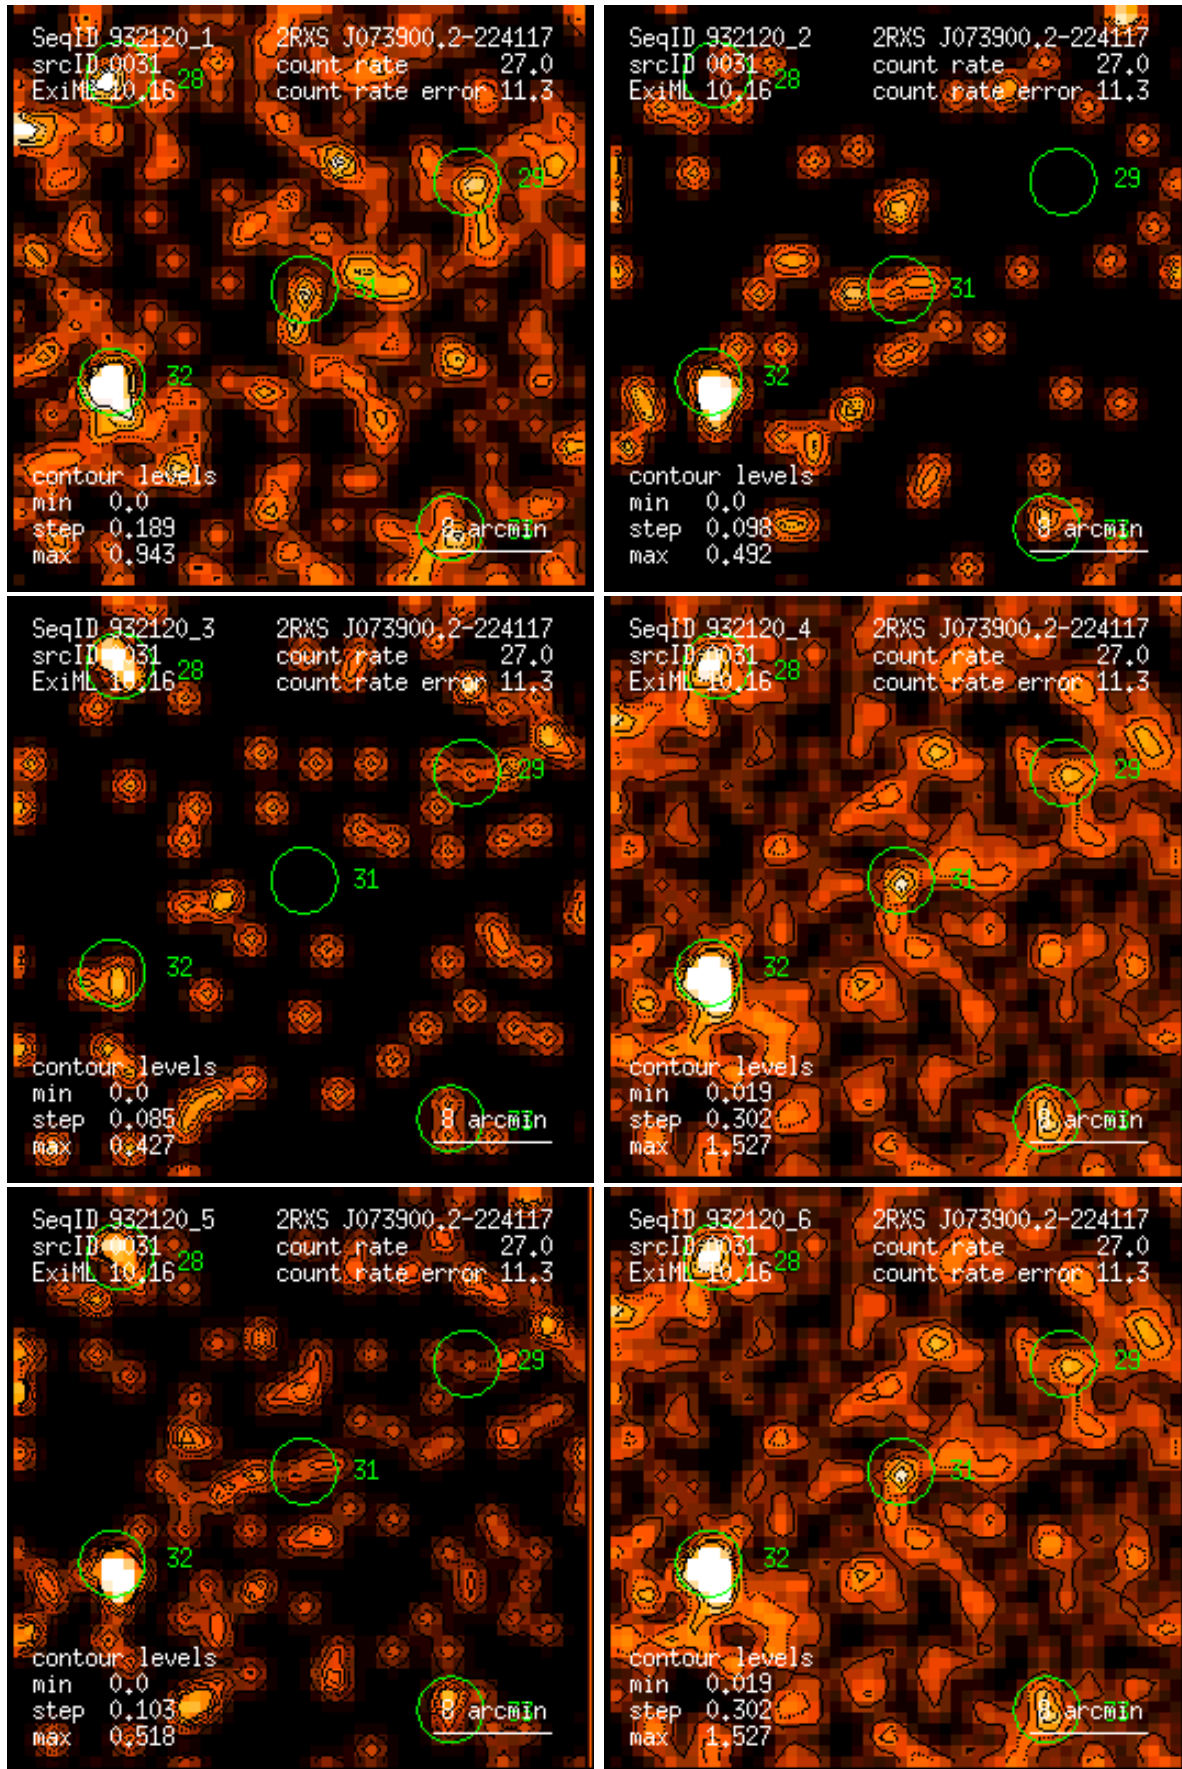 SeqID 932120_1 2RXS J073900.2-224117
srcID 0031 count rate 27.0
ExiML 10.16 count rate error 11.3
28
29
31
32
contour levels
min 0.0
step 0.189
max 0.943
33
8 arcmin
SeqID 932120_2 2RXS J073900.2-224117
srcID 0031 count rate 27.0
ExiML 10.16 count rate error 11.3
28
29
31
32
contour levels
min 0.0
step 0.098
max 0.492
33
8 arcmin
SeqID 932120_3 2RXS J073900.2-224117
srcID 0031 count rate 27.0
ExiML 10.16 count rate error 11.3
28
29
31
32
contour levels
min 0.0
step 0.085
max 0.427
33
8 arcmin
SeqID 932120_4 2RXS J073900.2-224117
srcID 0031 count rate 27.0
ExiML 10.16 count rate error 11.3
28
29
31
32
contour levels
min 0.019
step 0.302
max 1.527
33
8 arcmin
SeqID 932120_5 2RXS J073900.2-224117
srcID 0031 count rate 27.0
ExiML 10.16 count rate error 11.3
28
29
31
32
contour levels
min 0.0
step 0.103
max 0.518
33
8 arcmin
SeqID 932120_6 2RXS J073900.2-224117
srcID 0031 count rate 27.0
ExiML 10.16 count rate error 11.3
28
29
31
32
contour levels
min 0.019
step 0.302
max 1.527
33
8 arcmin